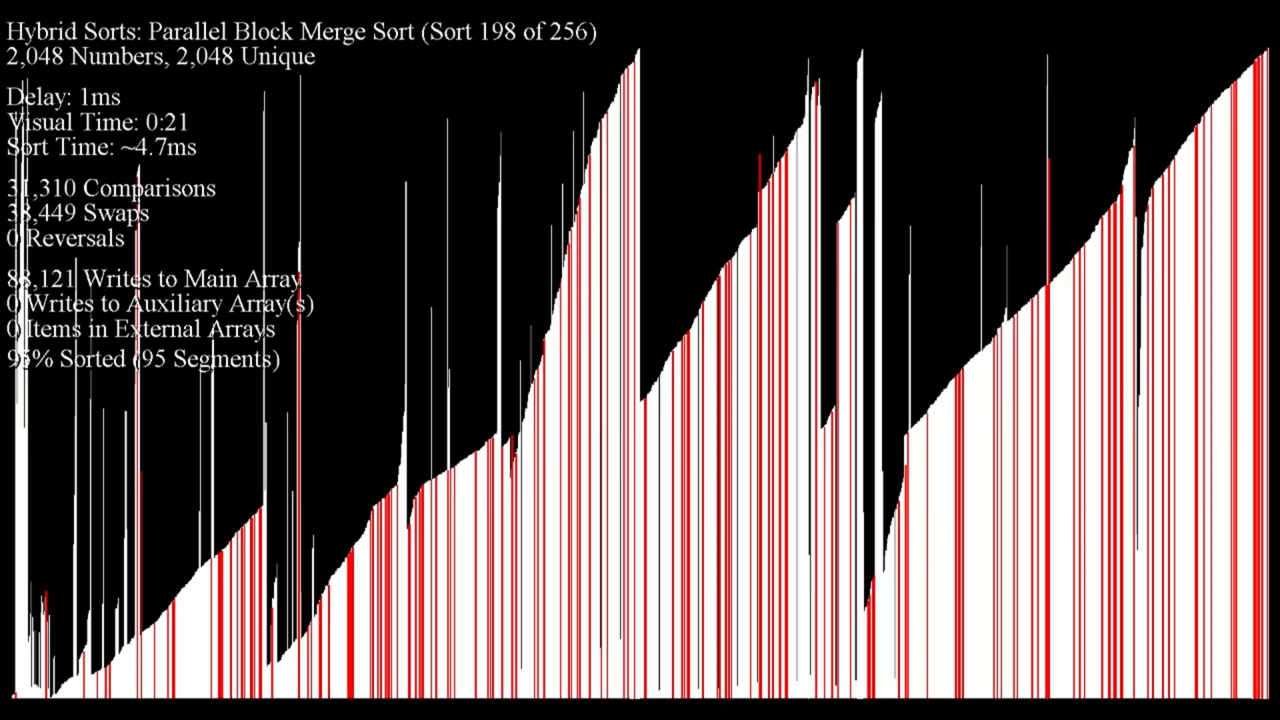 Hybrid Sorts: Parallel Block Merge Sort (Sort 198 of 256)
2,048 Numbers, 2,048 Unique
Delay: 1ms
Visual Time: 0:21
Sort Time: ~4.7ms
31,310 Comparisons
38,449 Swaps
0 Reversals
88,121 Writes to Main Array
0 Writes to Auxiliary Array(s)
0 Items in External Arrays
95% Sorted (95 Segments)